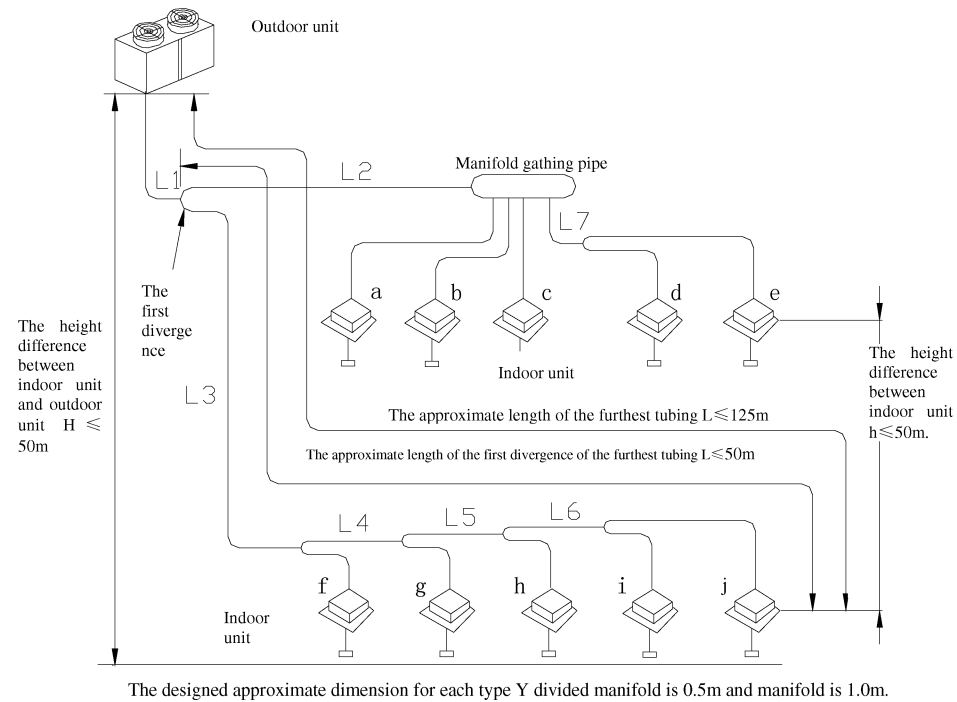 Outdoor unit
Manifold gathing pipe
L1
L2
L7
a
b
c
d
e
The
first
diverge
nce
Indoor unit
The height
difference
between
indoor unit
and outdoor
unit H ≤
50m
The height
difference
between
indoor unit
h≤50m.
L3
The approximate length of the furthest tubing L≤125m
The approximate length of the first divergence of the furthest tubing L≤50m
L4
L5
L6
f
g
h
i
j
Indoor
unit
The designed approximate dimension for each type Y divided manifold is 0.5m and manifold is 1.0m.